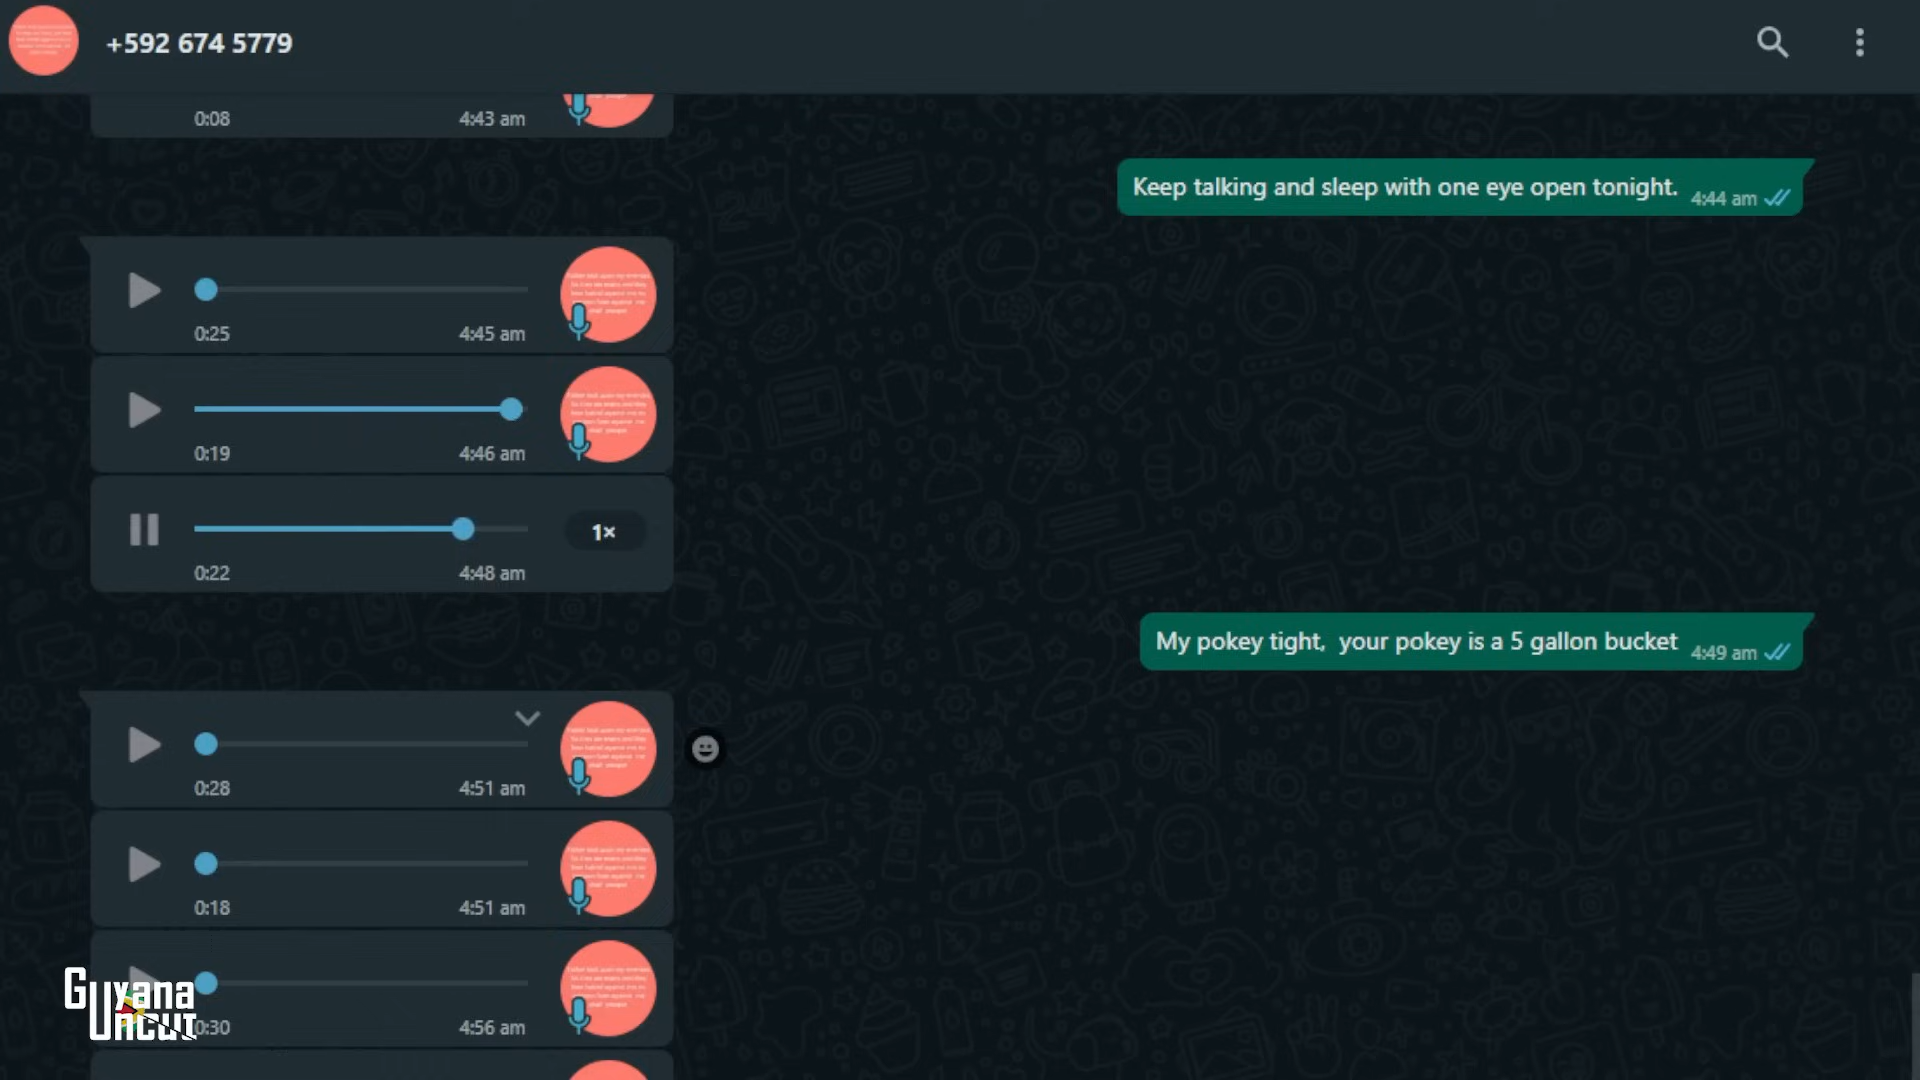 +592 674 5779
0:08 4:43 am
Keep talking and sleep with one eye open tonight. 4:44 am
0:25 4:45 am
0:19 4:46 am
1×
0:22 4:48 am
My pokey tight, your pokey is a 5 gallon bucket 4:49 am
0:28 4:51 am
0:18 4:51 am
0:30 4:56 am
Guyana
Uncut